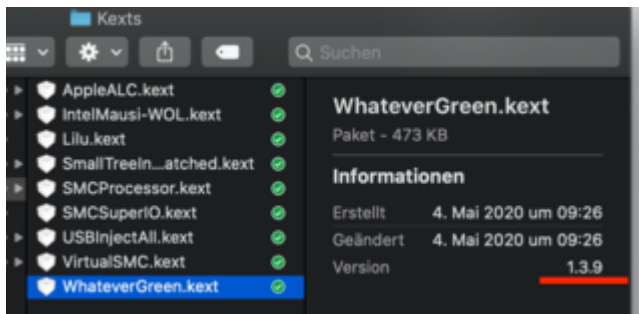 Kexts
Suchen
AppleALC.kext
IntelMausi-WOL.kext
Lilu.kext
SmallTreeIn...atched.kext
SMCProcessor.kext
SMCSuperIO.kext
USBInjectAll.kext
VirtualSMC.kext
WhateverGreen.kext
WhateverGreen.kext
Paket - 473 KB
Informationen
Erstellt 4. Mai 2020 um 09:26
Geändert 4. Mai 2020 um 09:26
Version 1.3.9